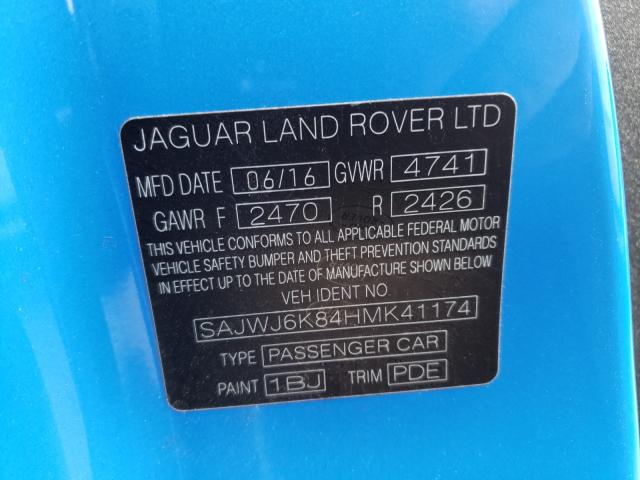 JAGUAR LAND ROVER LTD
MFD DATE 06/16 GVWR 4741
GAWR F 2470 R 2426
THIS VEHICLE CONFORMS TO ALL APPLICABLE FEDERAL MOTOR
VEHICLE SAFETY BUMPER AND THEFT PREVENTION STANDARDS
IN EFFECT UP TO THE DATE OF MANUFACTURE SHOWN BELOW
VEH IDENT NO
SAJWJ6K84HMK41174
TYPE PASSENGER CAR
PAINT 1BJ TRIM PDE